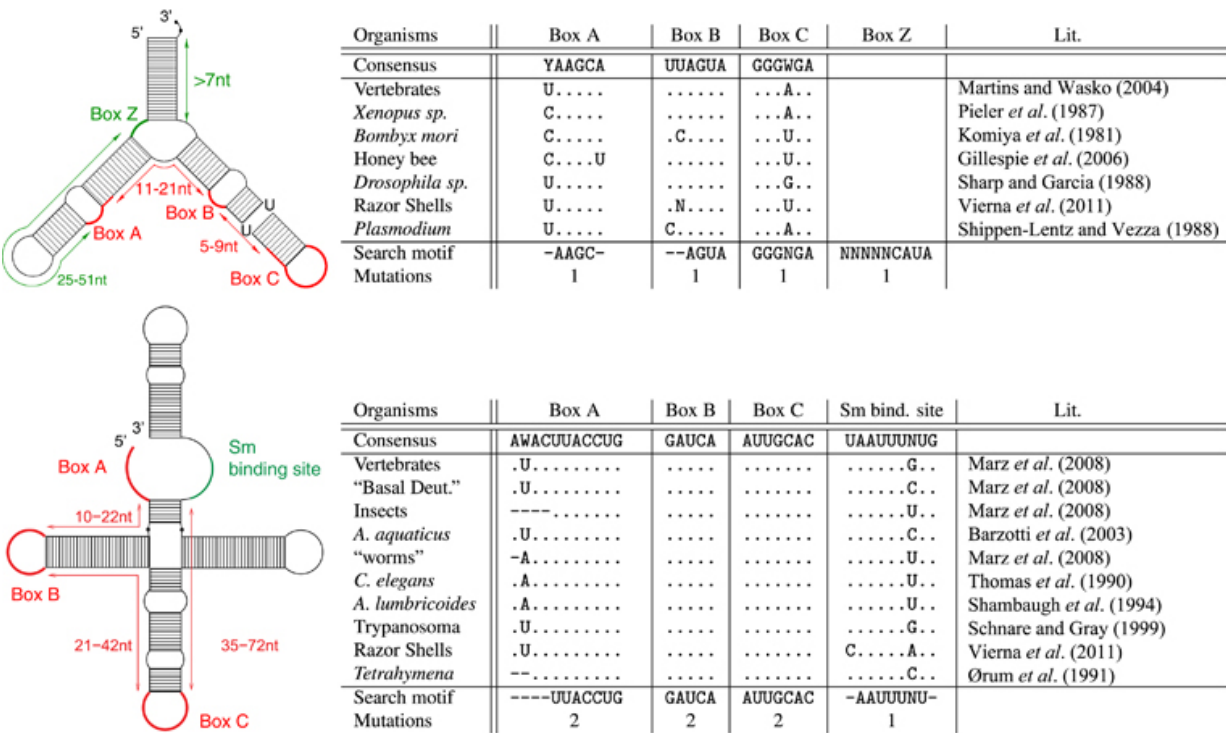 3'
5'
>7nt
Box Z
11-21nt
Box B
U
Box A
U
5-9nt
Box C
25-51nt
Organisms Box A Box B Box C Box Z Lit.
Consensus YAAGCA UUAGUA GGGWGA
Vertebrates U..... ...... ...A.. Martins and Wasko (2004)
Xenopus sp. C..... ...... ...A.. Pieler et al. (1987)
Bombyx mori C..... .C.... ...U.. Komiya et al. (1981)
Honey bee C....U ...... ...U.. Gillespie et al. (2006)
Drosophila sp. U..... ...... ...G.. Sharp and Garcia (1988)
Razor Shells U..... .N.... ...U.. Vierna et al. (2011)
Plasmodium U..... C..... ...A.. Shippen-Lentz and Vezza (1988)
Search motif -AAGC- --AGUA GGGNGA NNNNNCAUA
Mutations 1 1 1 1
3'
5'
Box A
Sm
binding site
10-22nt
Box B
21-42nt
35-72nt
Box C
Organisms Box A Box B Box C Sm bind. site Lit.
Consensus AWACUUACCUG GAUCA AUUGCAC UAAUUUNUG
Vertebrates .U......... ..... ....... ......G.. Marz et al. (2008)
“Basal Deut.” .U......... ..... ....... ......C.. Marz et al. (2008)
Insects ----....... ..... ....... ......U.. Marz et al. (2008)
A. aquaticus .U......... ..... ....... ......C.. Barzotti et al. (2003)
“worms” -A......... ..... ....... ......U.. Marz et al. (2008)
C. elegans .A......... ..... ....... ......U.. Thomas et al. (1990)
A. lumbricoides .A......... ..... ....... ......U.. Shambaugh et al. (1994)
Trypanosoma .U......... ..... ....... ......G.. Schnare and Gray (1999)
Razor Shells .U......... ..... ....... C.....A.. Vierna et al. (2011)
Tetrahymena --......... ..... ....... ......C.. Ørum et al. (1991)
Search motif ----UUACCUG GAUCA AUUGCAC -AAUUUNU-
Mutations 2 2 2 1